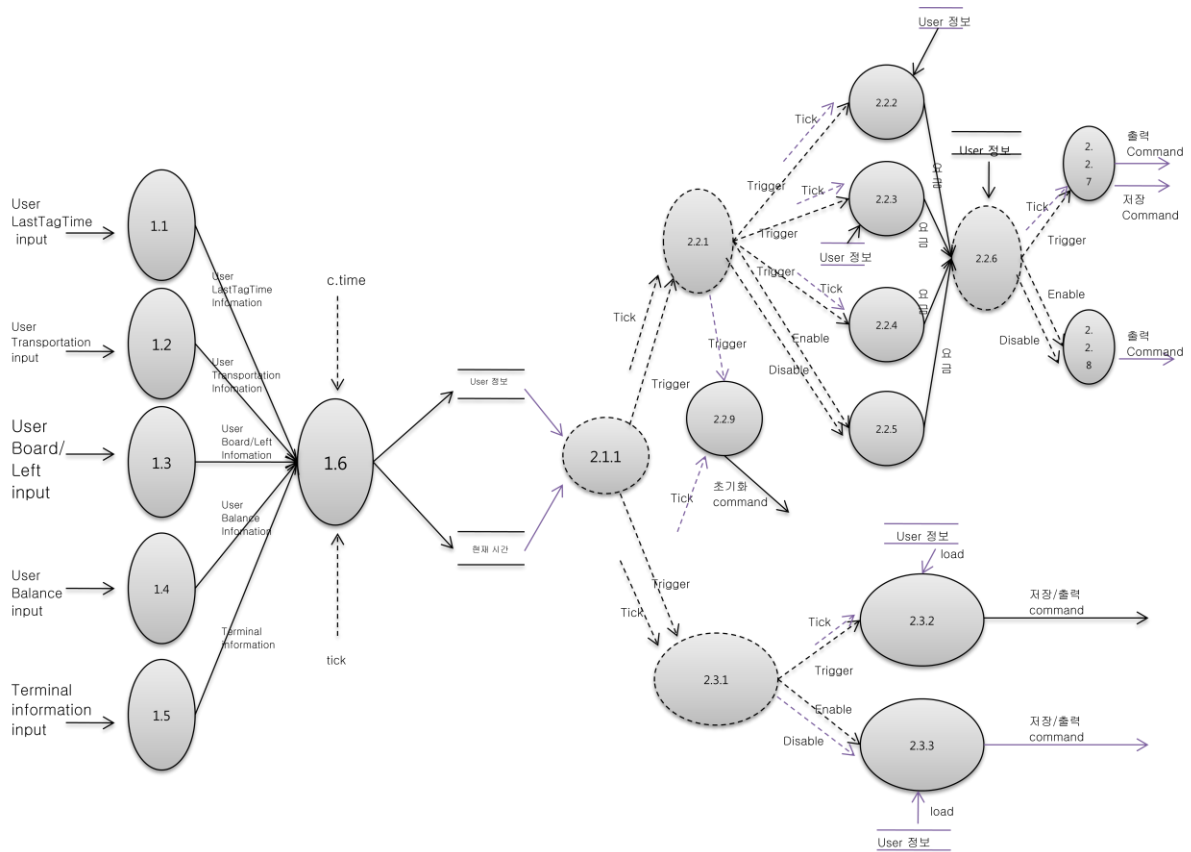 User 정보
2.2.2
Tick
Trigger
User 정보
요금
2.2.7
출력
Command
저장
Command
Tick
Trigger
User
LastTagTime
input
1.1
User
LastTagTime
Infomation
c.time
2.2.1
Tick
Trigger
2.2.3
User 정보
요금
2.2.6
Tick
Trigger
2.2.4
요금
Enable
Disable
2.2.8
출력
Command
User
Transportation
input
1.2
User
Transportation
Infomation
Tick
Trigger
Trigger
Enable
Disable
2.2.5
요금
User 정보
2.2.9
초기화
command
Tick
User
Board/
Left
input
1.3
User
Board/Left
Infomation
1.6
2.1.1
현재 시간
User
Balance
input
1.4
User
Balance
Infomation
Tick
Trigger
User 정보
load
2.3.2
저장/출력
command
Terminal
information
input
1.5
Terminal
information
tick
2.3.1
Tick
Trigger
Enable
Disable
2.3.3
저장/출력
command
load
User 정보